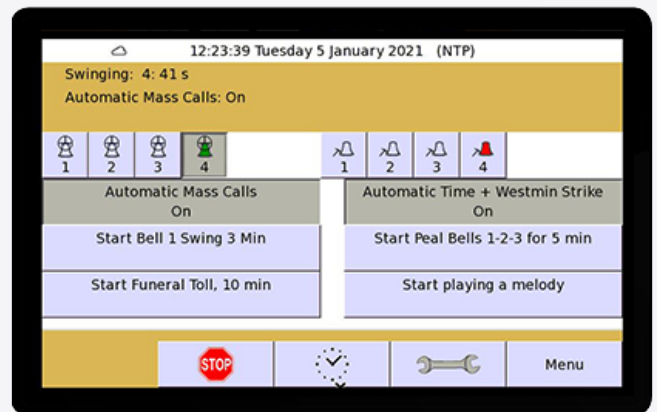 12:23:39 Tuesday 5 January 2021 (NTP)
Swinging: 4: 41 s
Automatic Mass Calls: On
1 2 3 4 1 2 3 4
Automatic Mass Calls
On
Automatic Time + Westmin Strike
On
Start Bell 1 Swing 3 Min
Start Peal Bells 1-2-3 for 5 min
Start Funeral Toll, 10 min
Start playing a melody
STOP
Menu